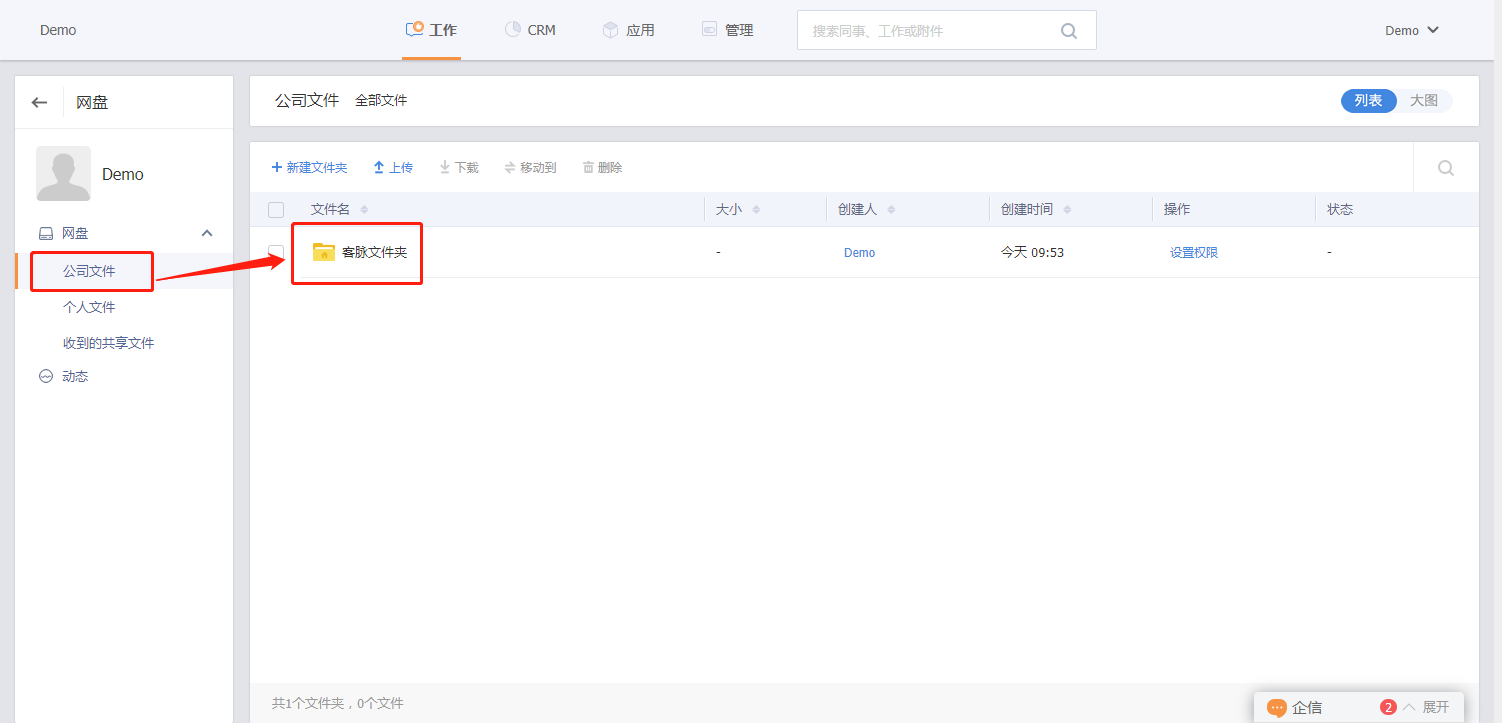 Demo 工作 CRM 应用 管理 搜索同事、工作或附件 Demo
网盘
公司文件 全部文件 列表 大图
Demo
新建文件夹 上传 下载 移动到 删除
文件名 大小 创建人 创建时间 操作 状态
网盘
客脉文件夹 - Demo 今天 09:53 设置权限 -
公司文件
个人文件
收到的共享文件
动态
共1个文件夹，0个文件
企信 2 展开